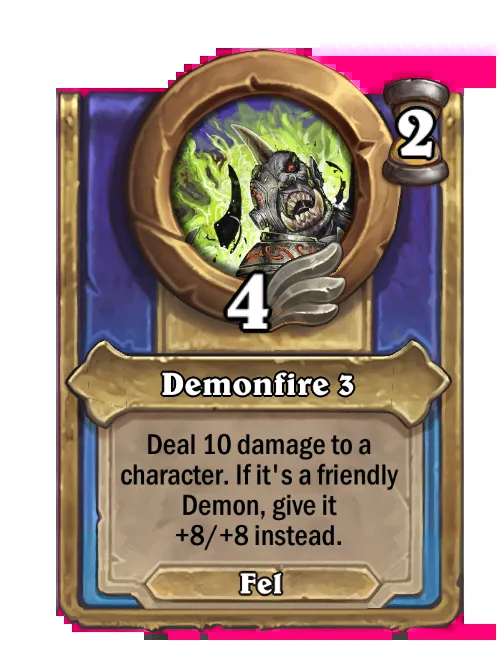 2
4
Demonfire 3
Deal 10 damage to a
character. If it's a friendly
Demon, give it
+8/+8 instead.
Fel